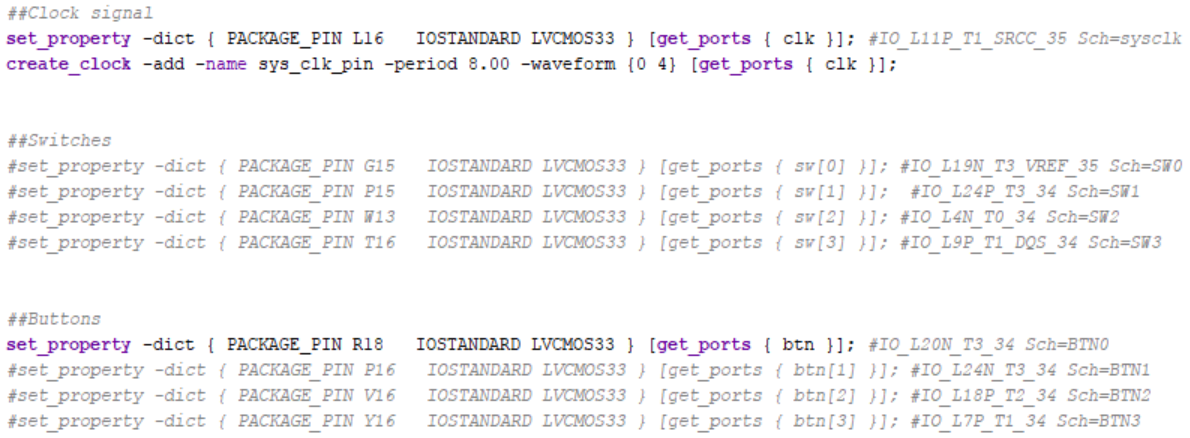 ##Clock signal
set_property -dict { PACKAGE_PIN L16   IOSTANDARD LVCMOS33 } [get_ports { clk }]; #IO_L11P_T1_SRCC_35 Sch=sysclk
create_clock -add -name sys_clk_pin -period 8.00 -waveform {0 4} [get_ports { clk }];
##Switches
#set_property -dict { PACKAGE_PIN G15   IOSTANDARD LVCMOS33 } [get_ports { sw[0] }]; #IO_L19N_T3_VREF_35 Sch=SW0
#set_property -dict { PACKAGE_PIN P15   IOSTANDARD LVCMOS33 } [get_ports { sw[1] }];  #IO_L24P_T3_34 Sch=SW1
#set_property -dict { PACKAGE_PIN W13   IOSTANDARD LVCMOS33 } [get_ports { sw[2] }]; #IO_L4N_T0_34 Sch=SW2
#set_property -dict { PACKAGE_PIN T16   IOSTANDARD LVCMOS33 } [get_ports { sw[3] }]; #IO_L9P_T1_DQS_34 Sch=SW3
##Buttons
set_property -dict { PACKAGE_PIN R18   IOSTANDARD LVCMOS33 } [get_ports { btn }]; #IO_L20N_T3_34 Sch=BTN0
#set_property -dict { PACKAGE_PIN P16   IOSTANDARD LVCMOS33 } [get_ports { btn[1] }]; #IO_L24N_T3_34 Sch=BTN1
#set_property -dict { PACKAGE_PIN V16   IOSTANDARD LVCMOS33 } [get_ports { btn[2] }]; #IO_L18P_T2_34 Sch=BTN2
#set_property -dict { PACKAGE_PIN Y16   IOSTANDARD LVCMOS33 } [get_ports { btn[3] }]; #IO_L7P_T1_34 Sch=BTN3